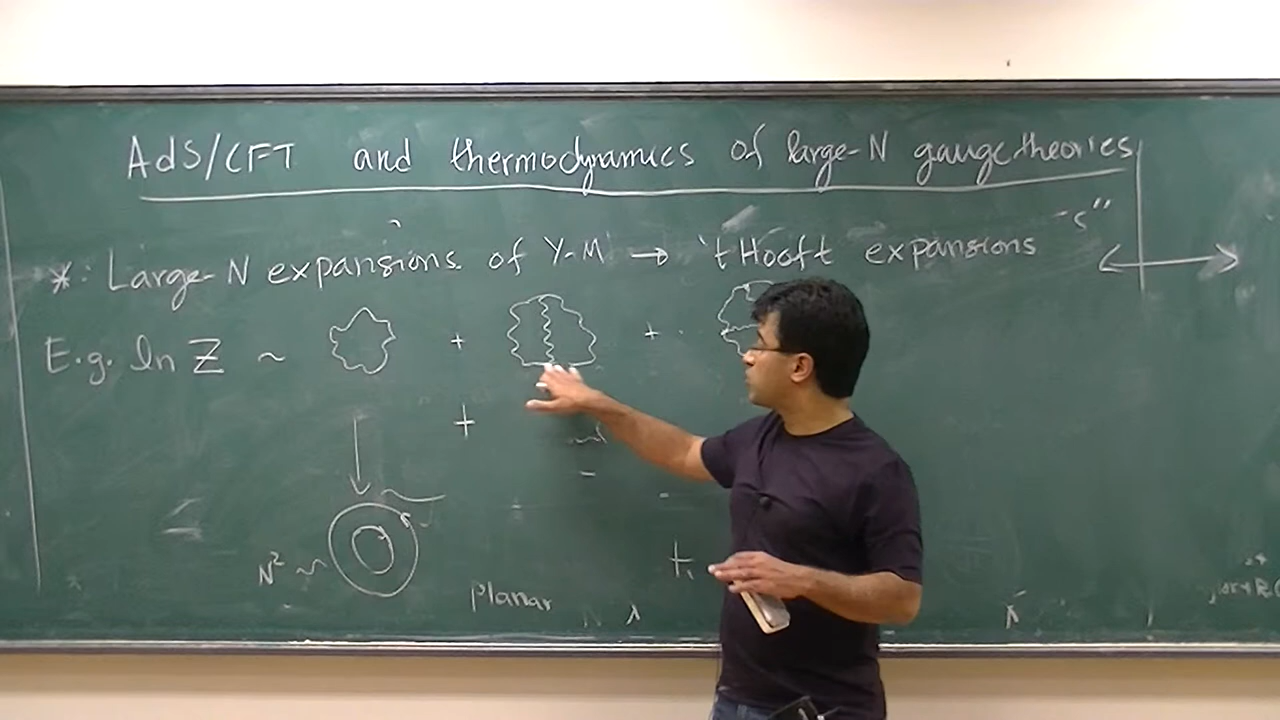 AdS/CFT and thermodynamics of large-N gauge theories
*: Large-N expansions of Y-M → 'tHooft expansions
E.g. ln Z ~ + +
+
N²
planar λ